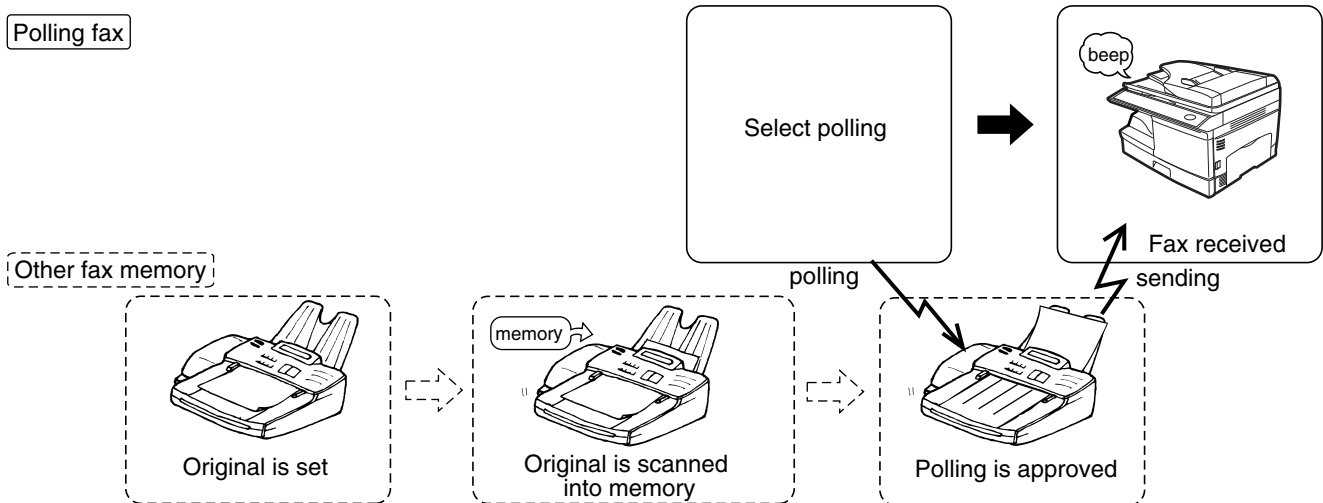 Polling fax
Select polling
beep
Fax received
Other fax memory
polling
sending
memory
Original is set
Original is scanned
into memory
Polling is approved